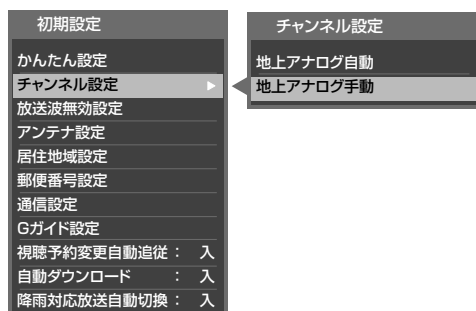 初期設定
かんたん設定
チャンネル設定
放送波無効設定
アンテナ設定
居住地域設定
郵便番号設定
通信設定
Gガイド設定
視聴予約変更自動追従： 入
自動ダウンロード ： 入
降雨対応放送自動切換： 入
チャンネル設定
地上アナログ自動
地上アナログ手動